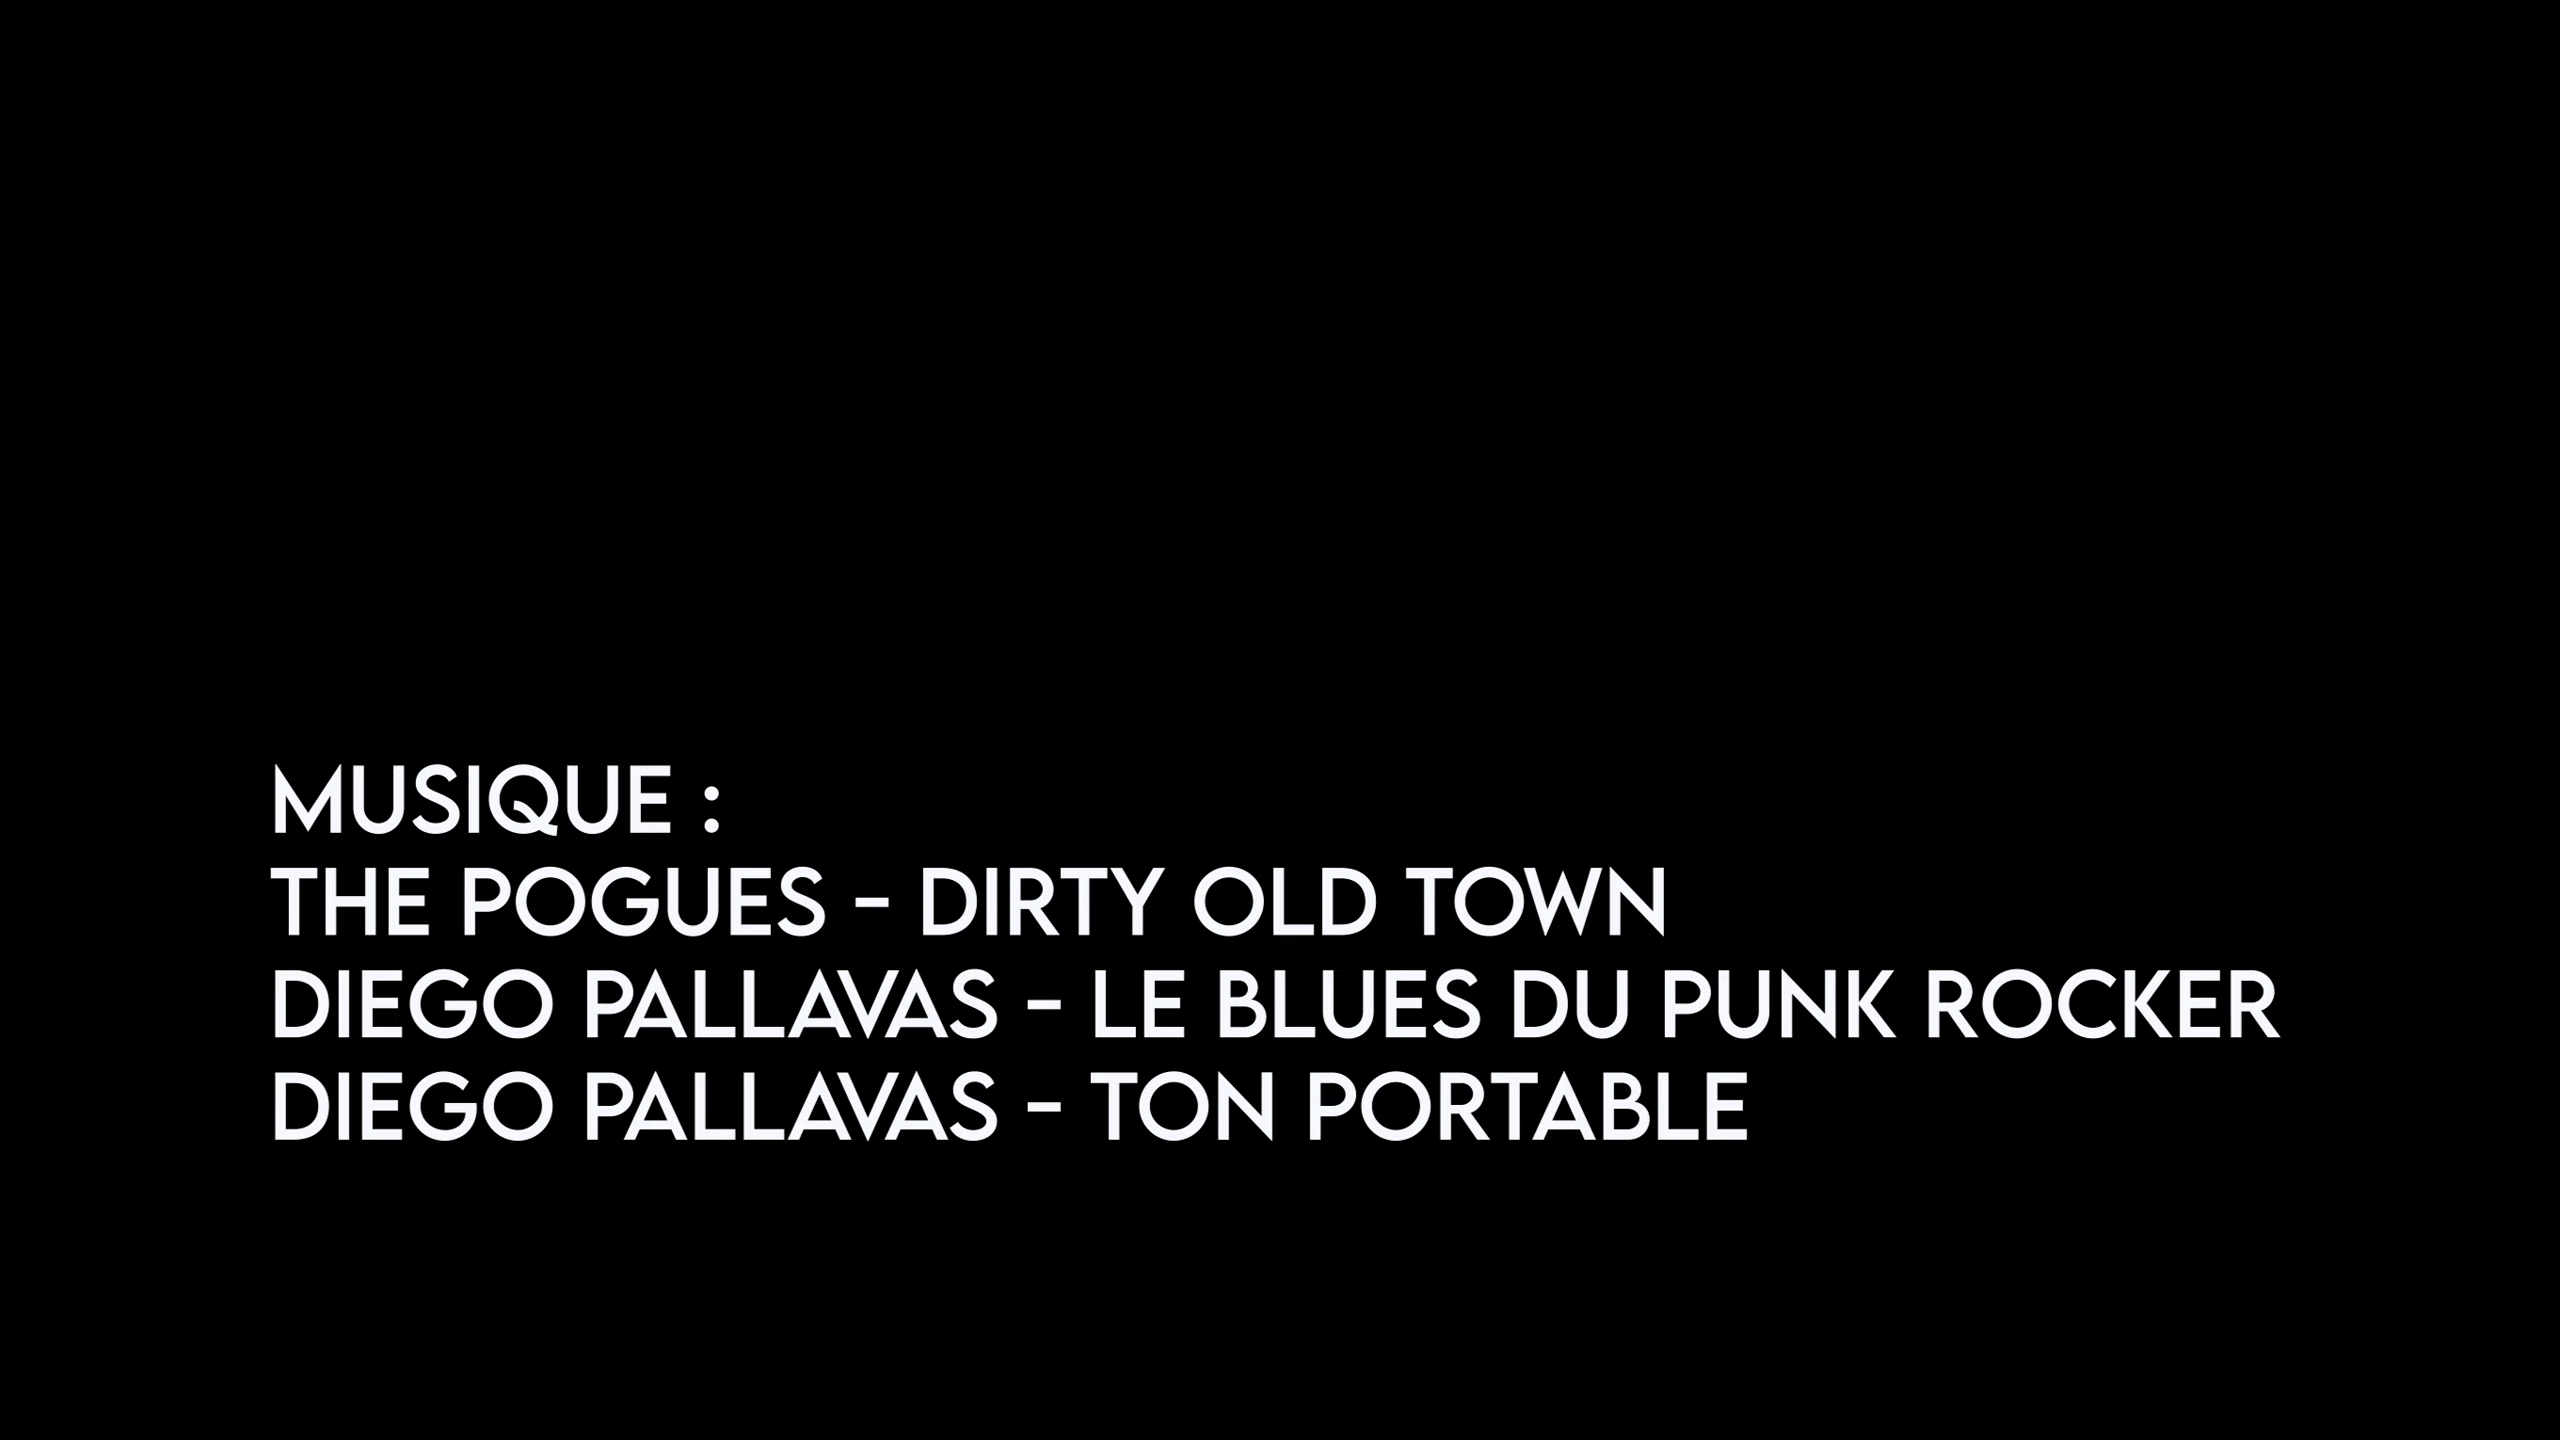 MUSIQUE :
THE POGUES - DIRTY OLD TOWN
DIEGO PALLAVAS - LE BLUES DU PUNK ROCKER
DIEGO PALLAVAS - TON PORTABLE